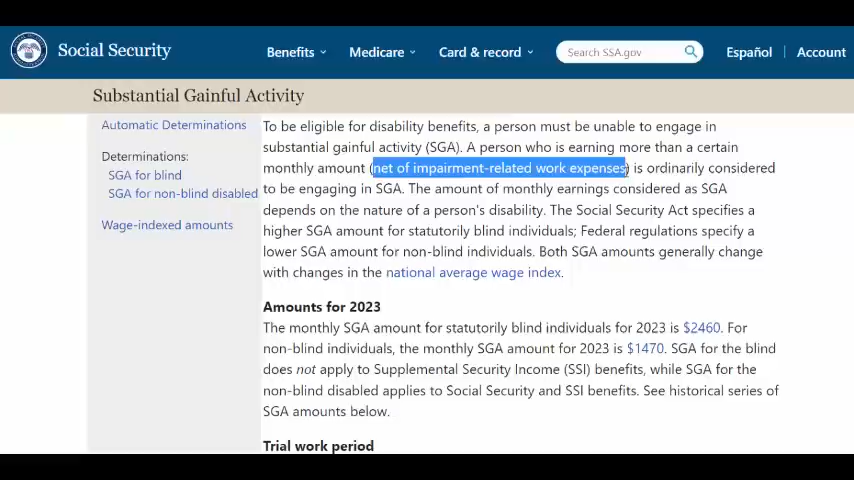 Social Security
Benefits
Medicare
Card & record
Search SSA.gov
Español
Account
Substantial Gainful Activity
Automatic Determinations
Determinations:
SGA for blind
SGA for non-blind disabled
Wage-indexed amounts
To be eligible for disability benefits, a person must be unable to engage in
substantial gainful activity (SGA). A person who is earning more than a certain
monthly amount (net of impairment-related work expenses) is ordinarily considered
to be engaging in SGA. The amount of monthly earnings considered as SGA
depends on the nature of a person's disability. The Social Security Act specifies a
higher SGA amount for statutorily blind individuals; Federal regulations specify a
lower SGA amount for non-blind individuals. Both SGA amounts generally change
with changes in the national average wage index.
Amounts for 2023
The monthly SGA amount for statutorily blind individuals for 2023 is $2460. For
non-blind individuals, the monthly SGA amount for 2023 is $1470. SGA for the blind
does not apply to Supplemental Security Income (SSI) benefits, while SGA for the
non-blind disabled applies to Social Security and SSI benefits. See historical series of
SGA amounts below.
Trial work period